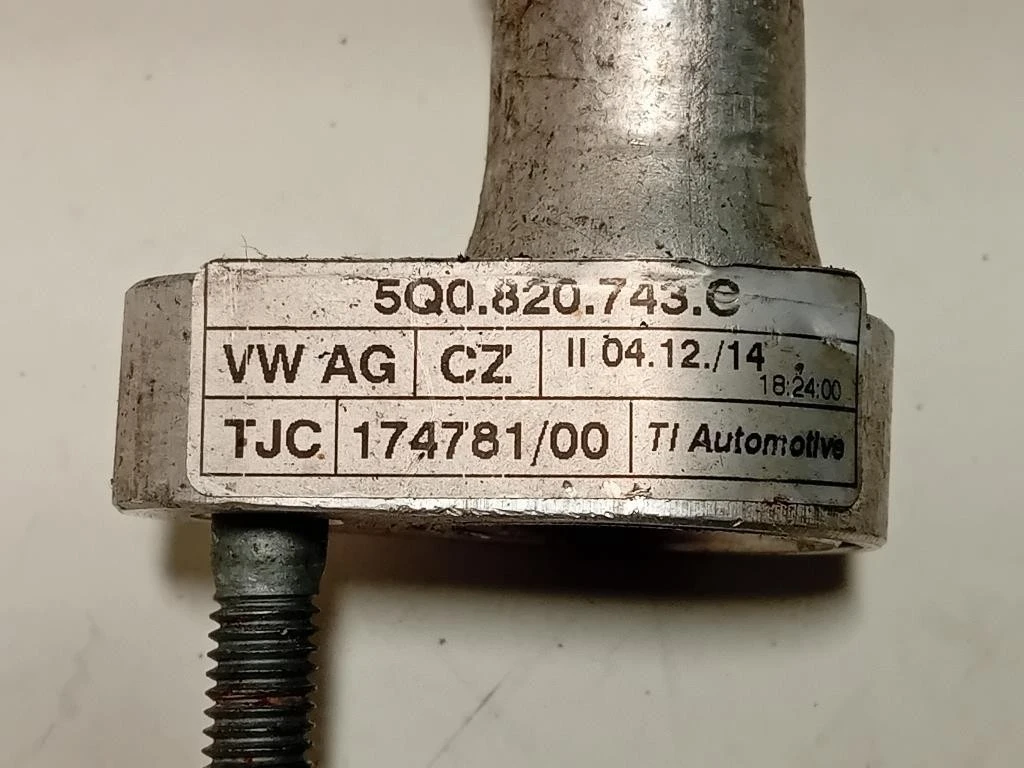 5Q0.820.743.C
VW AG CZ II 04.12./14 18:24:00
TJC 174781/00 TI Automotive